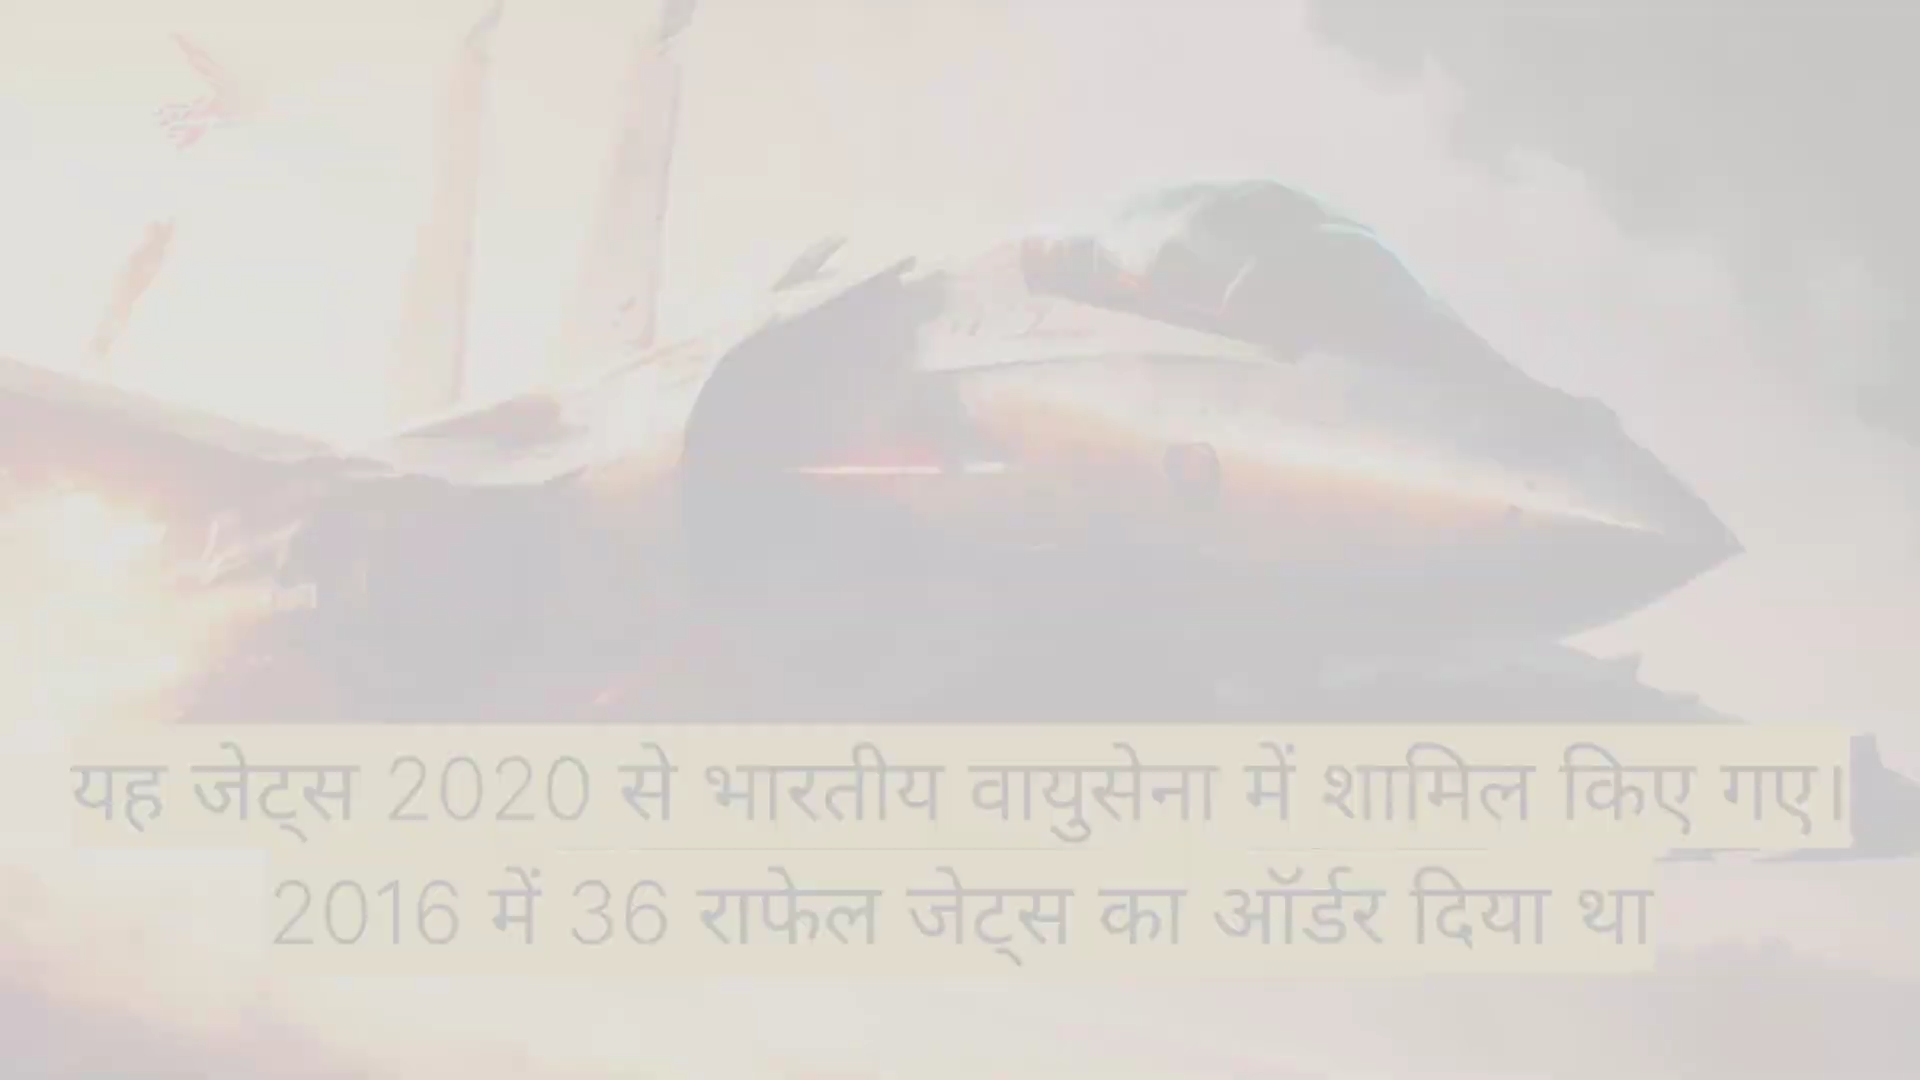 यह जेट्स 2020 से भारतीय वायुसेना में शामिल किए गए।
2016 में 36 राफेल जेट्स का ऑर्डर दिया था